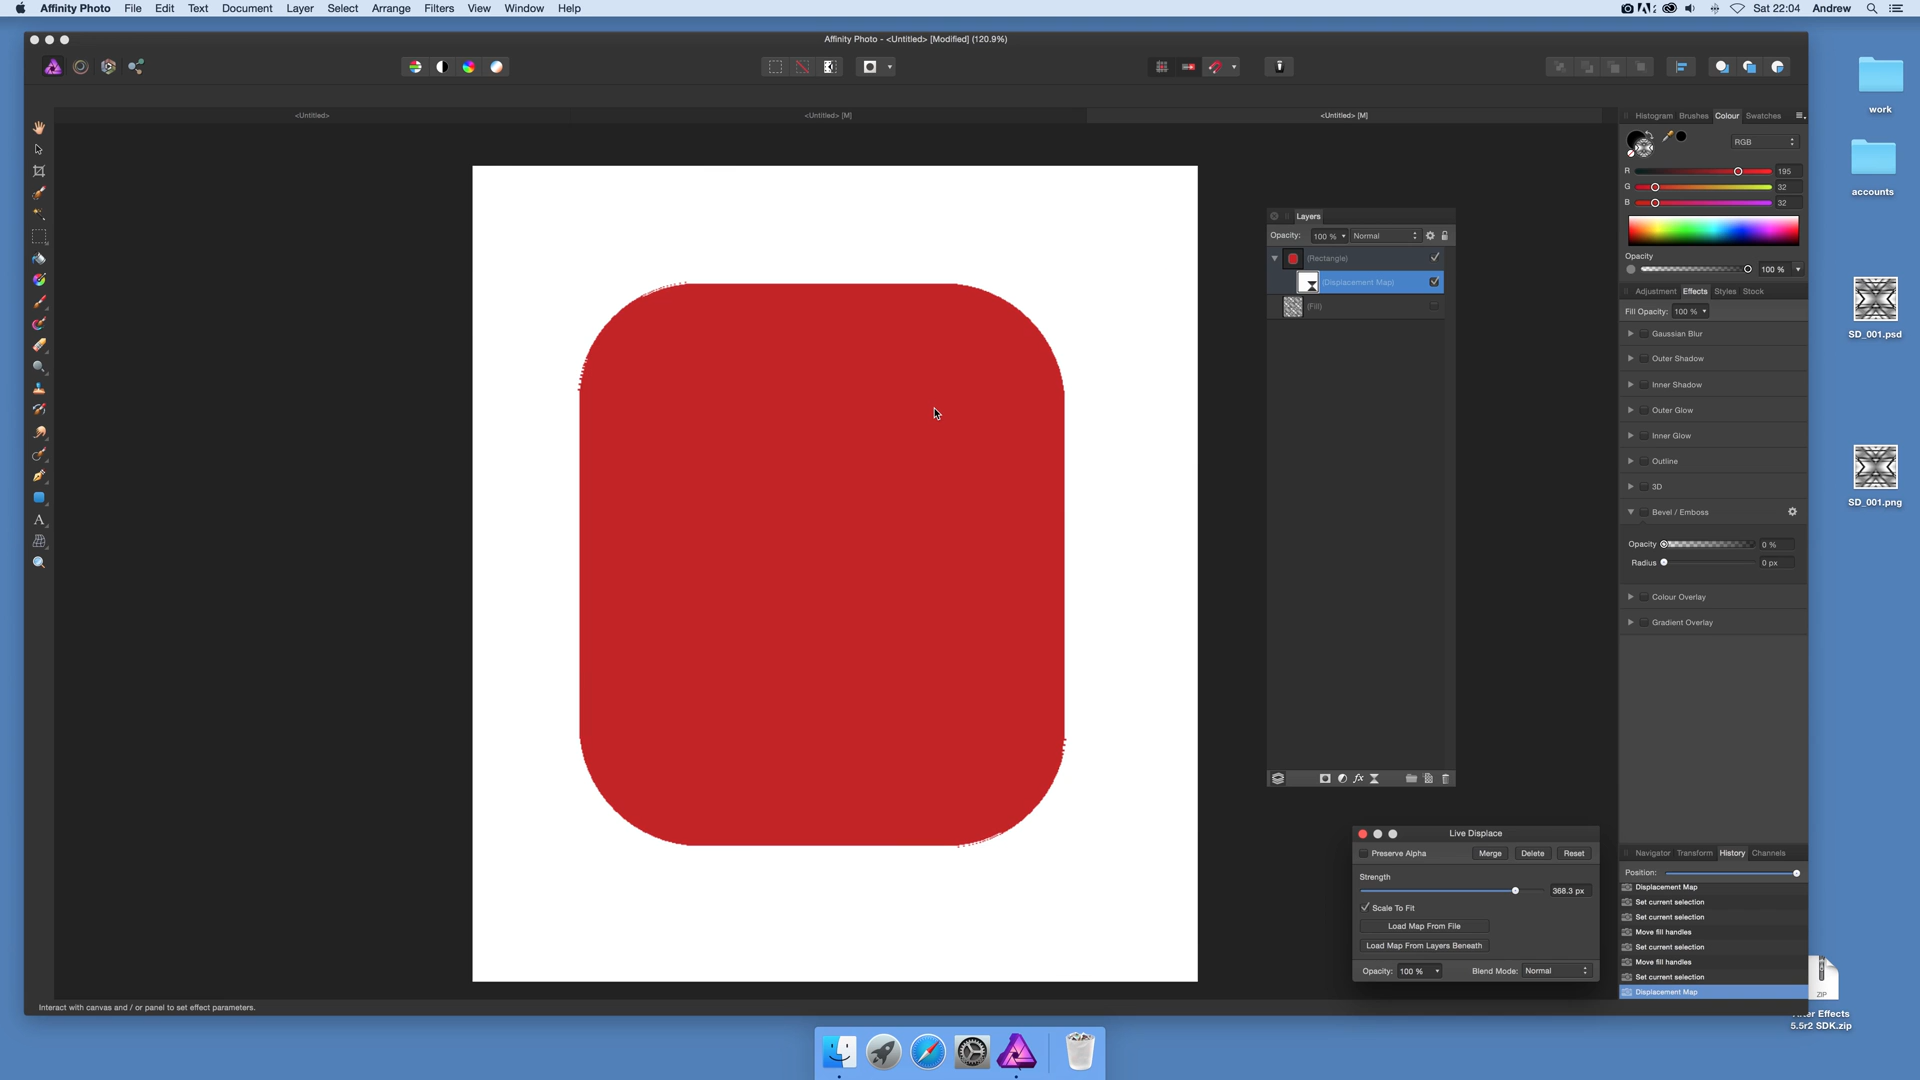 Affinity Photo File Edit Text Document Layer Select Arrange Filters View Window Help
Sat 22:04 Andrew
Affinity Photo - <Untitled> [Modified] (120.9%)
<Untitled>
<Untitled> [M]
<Untitled> [M]
Histogram Brushes Colour Swatches
RGB
R 195
G 32
B 32
Opacity
100 %
Adjustment Effects Styles Stock
Fill Opacity: 100 %
Gaussian Blur
Outer Shadow
Inner Shadow
Outer Glow
Inner Glow
Outline
3D
Bevel / Emboss
Opacity 0 %
Radius 0 px
Colour Overlay
Gradient Overlay
Layers
Opacity: 100 % Normal
(Rectangle)
(Displacement Map)
(Fill)
Live Displace
Preserve Alpha Merge Delete Reset
Strength
368.3 px
Scale To Fit
Load Map From File
Load Map From Layers Beneath
Opacity: 100 % Blend Mode: Normal
Navigator Transform History Channels
Position:
Displacement Map
Set current selection
Set current selection
Move fill handles
Set current selection
Move fill handles
Set current selection
Displacement Map
Interact with canvas and / or panel to set effect parameters.
work
accounts
SD_001.psd
SD_001.png
ZIP
5.5r2 SDK.zip